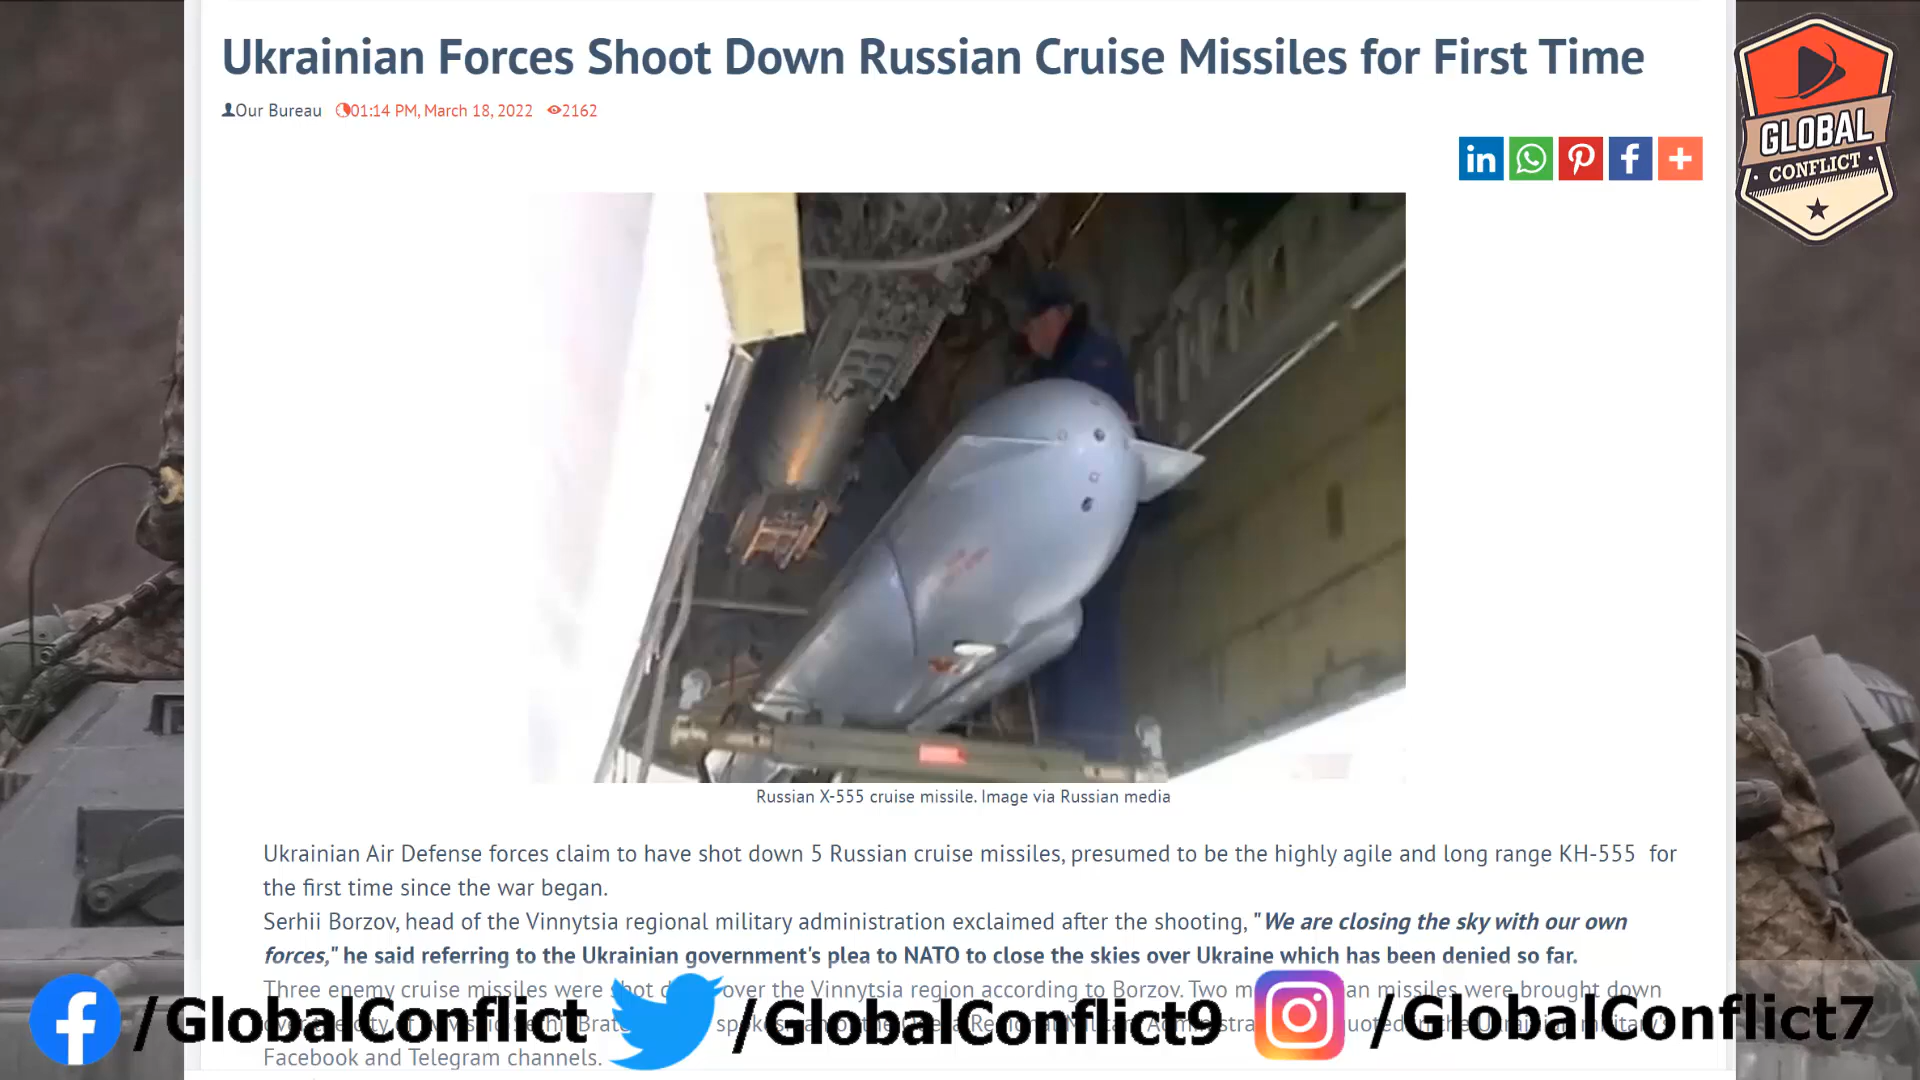 Ukrainian Forces Shoot Down Russian Cruise Missiles for First Time
Our Bureau 01:14 PM, March 18, 2022 2162
GLOBAL
CONFLICT
Russian X-555 cruise missile. Image via Russian media
Ukrainian Air Defense forces claim to have shot down 5 Russian cruise missiles, presumed to be the highly agile and long range KH-555 for
the first time since the war began.
Serhii Borzov, head of the Vinnytsia regional military administration exclaimed after the shooting, "We are closing the sky with our own
forces," he said referring to the Ukrainian government's plea to NATO to close the skies over Ukraine which has been denied so far.
Three enemy cruise missiles were shot over the Vinnytsia region according to Borzov. Two missiles were brought down
/GlobalConflict
/GlobalConflict9
/GlobalConflict7
Facebook and Telegram channels.